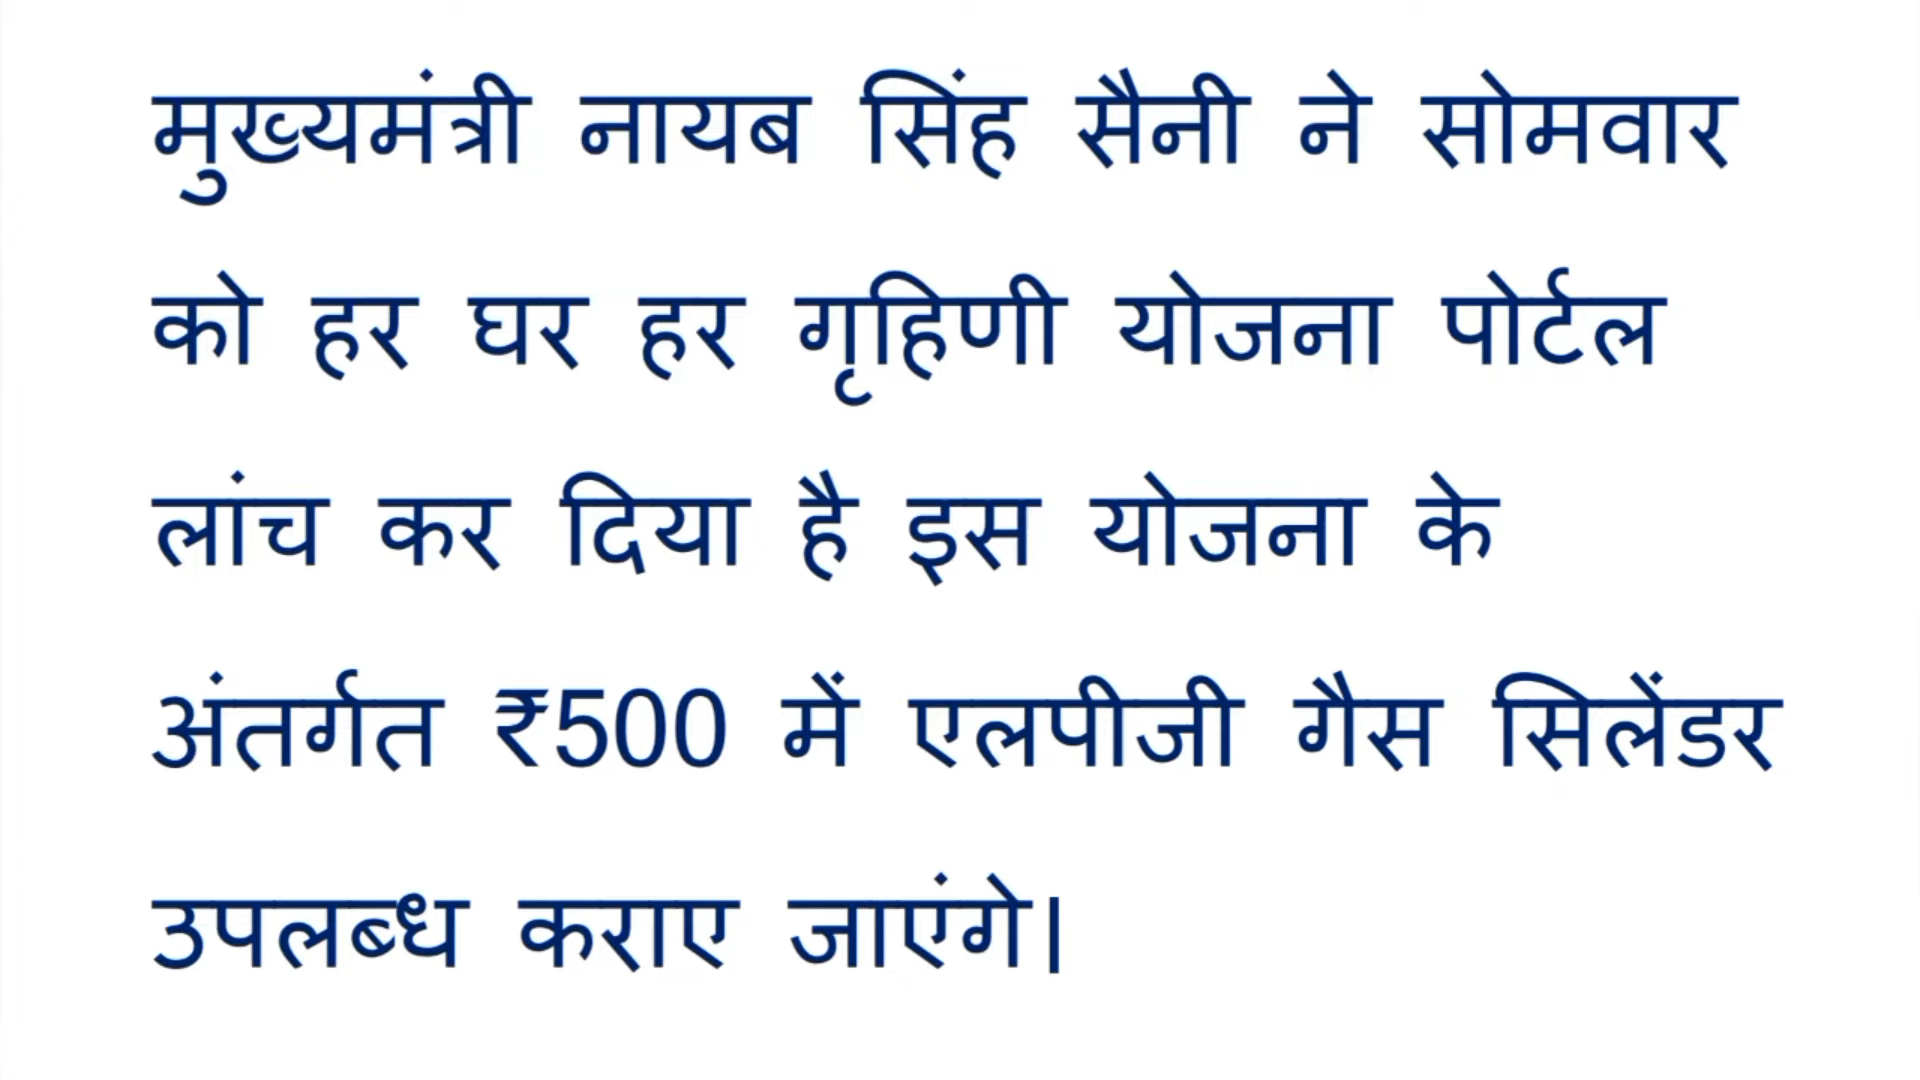 मुख्यमंत्री नायब सिंह सैनी ने सोमवार
को हर घर हर गृहिणी योजना पोर्टल
लांच कर दिया है इस योजना के
अंतर्गत ₹500 में एलपीजी गैस सिलेंडर
उपलब्ध कराए जाएंगे।